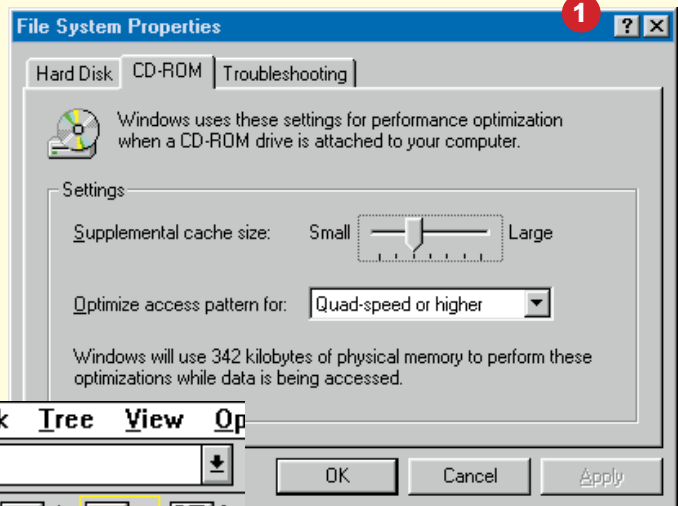 1
File System Properties
Hard Disk CD-ROM Troubleshooting
Windows uses these settings for performance optimization
when a CD-ROM drive is attached to your computer.
Settings
Supplemental cache size: Small Large
Optimize access pattern for: Quad-speed or higher
Windows will use 342 kilobytes of physical memory to perform these
optimizations while data is being accessed.
Tree View Op
OK Cancel Apply